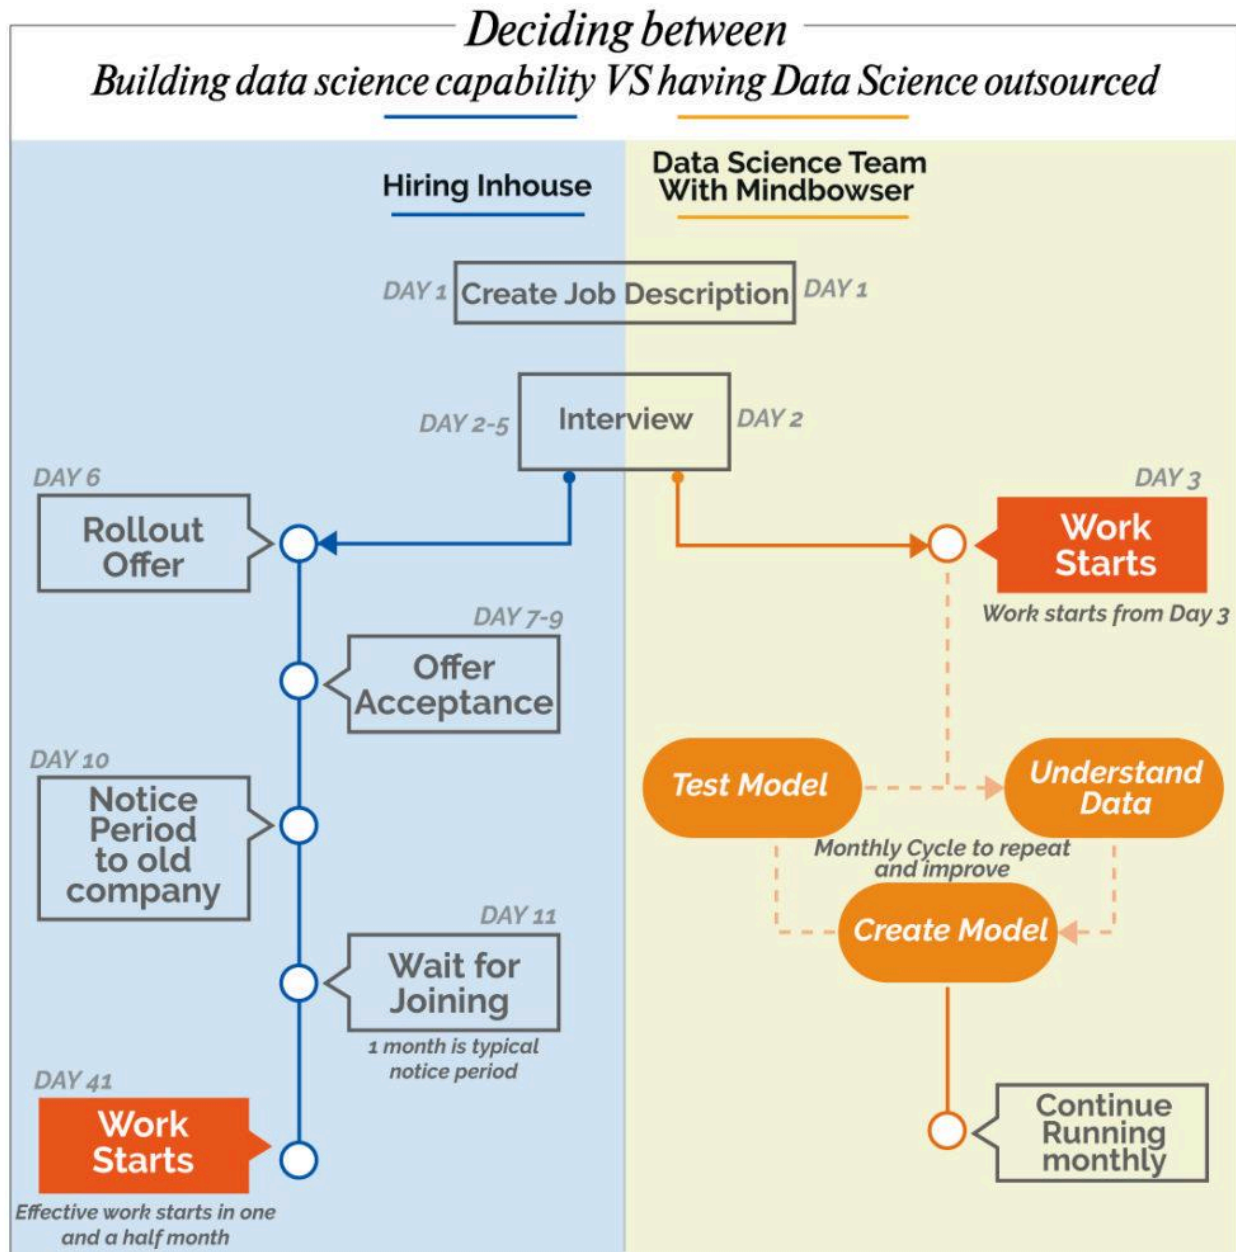 Deciding between
Building data science capability VS having Data Science outsourced
Hiring Inhouse
Data Science Team
With Mindbowser
DAY 1
Create Job Description
DAY 1
DAY 2-5
Interview
DAY 2
DAY 6
Rollout
Offer
DAY 7-9
Offer
Acceptance
DAY 10
Notice
Period
to old
company
DAY 11
Wait for
Joining
1 month is typical
notice period
DAY 41
Work
Starts
Effective work starts in one
and a half month
DAY 3
Work
Starts
Work starts from Day 3
Test Model
Understand
Data
Monthly Cycle to repeat
and improve
Create Model
Continue
Running
monthly